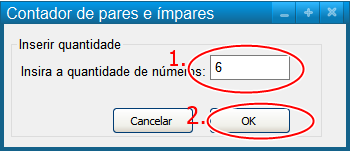 Contador de pares e ímpares
Inserir quantidade
1.
Insira a quantidade de números: 6
2.
Cancelar OK